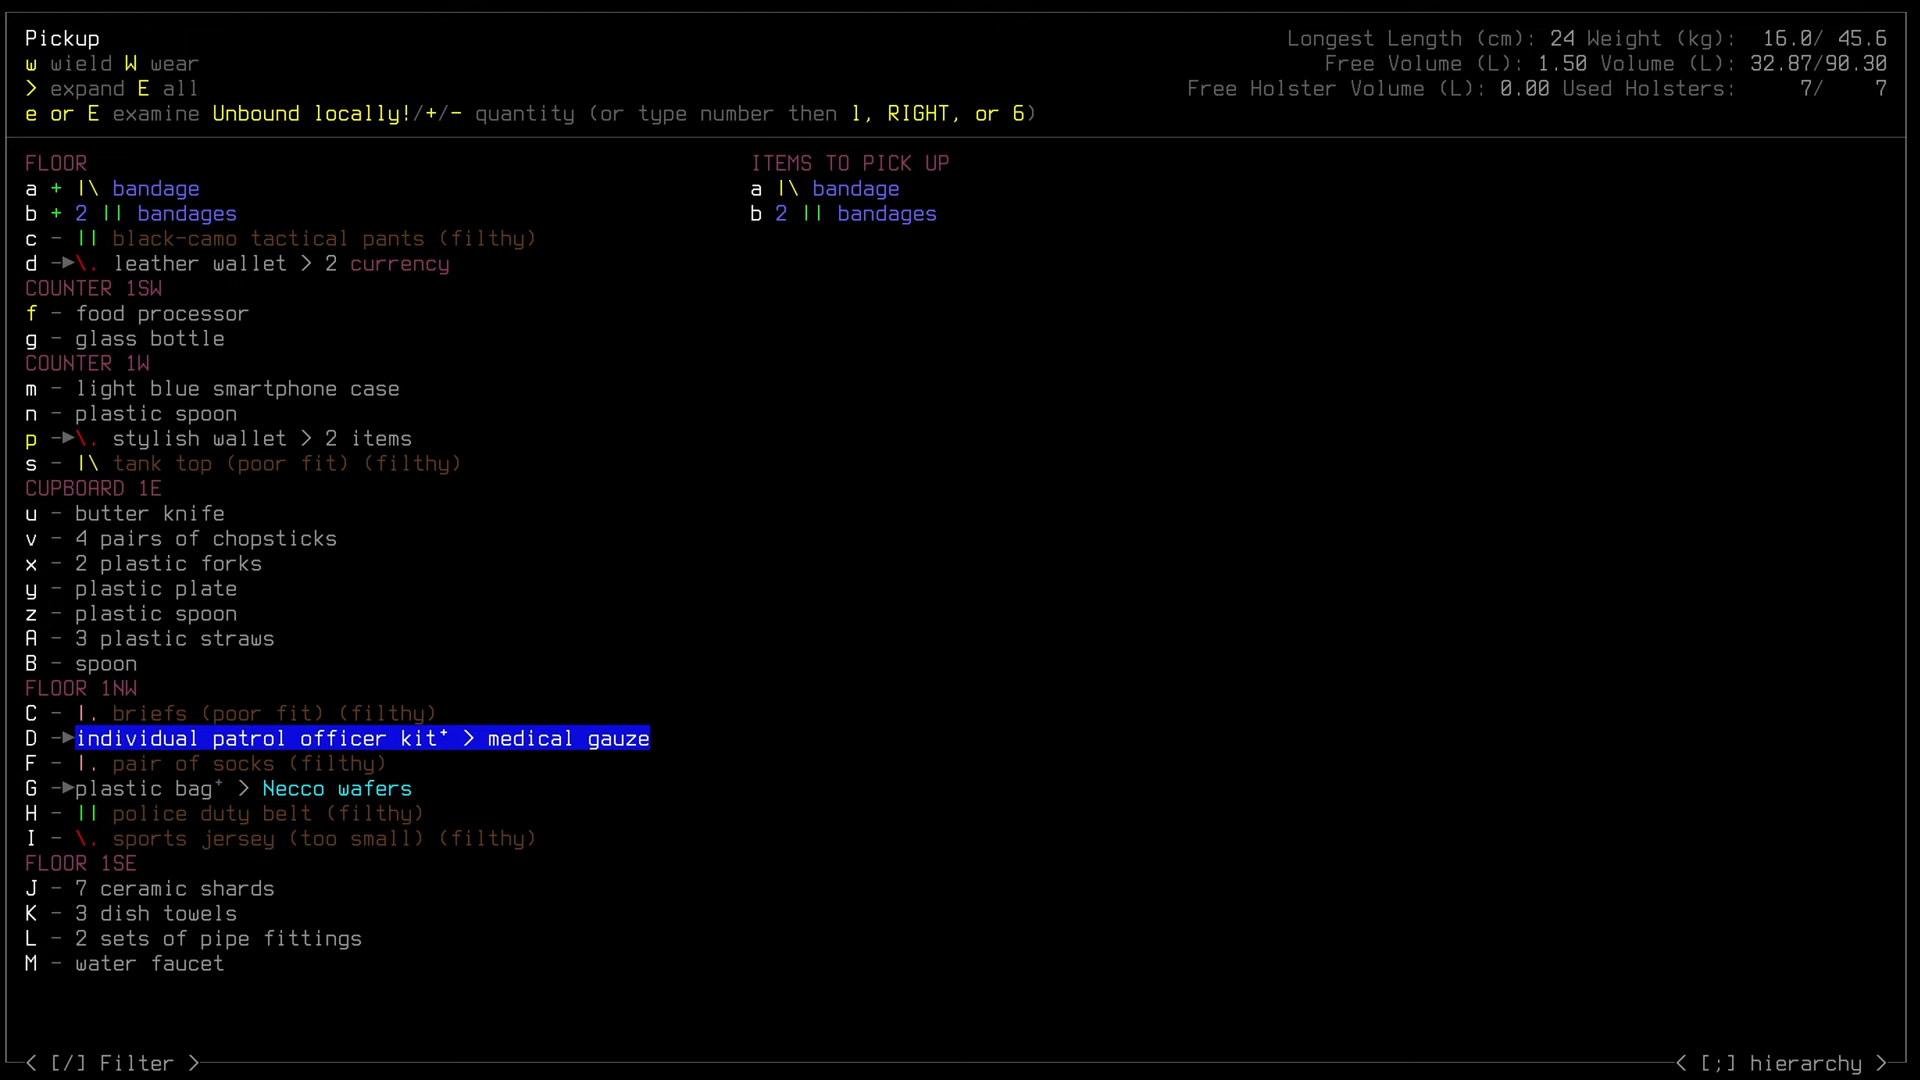 Pickup
w wield W wear
> expand E all
e or E examine Unbound locally!/+/- quantity (or type number then l, RIGHT, or 6)
Longest Length (cm): 24 Weight (kg): 16.0/ 45.6
Free Volume (L): 1.50 Volume (L): 32.87/90.30
Free Holster Volume (L): 0.00 Used Holsters: 7/ 7
FLOOR
a + |\ bandage
b + 2 || bandages
c - || black-camo tactical pants (filthy)
d -►\. leather wallet > 2 currency
COUNTER 1SW
f - food processor
g - glass bottle
COUNTER 1W
m - light blue smartphone case
n - plastic spoon
p -►\. stylish wallet > 2 items
s - |\ tank top (poor fit) (filthy)
CUPBOARD 1E
u - butter knife
v - 4 pairs of chopsticks
x - 2 plastic forks
y - plastic plate
z - plastic spoon
A - 3 plastic straws
B - spoon
FLOOR 1NW
C - |. briefs (poor fit) (filthy)
D -►individual patrol officer kit⁺ > medical gauze
F - |. pair of socks (filthy)
G -►plastic bag⁺ > Necco wafers
H - || police duty belt (filthy)
I - \. sports jersey (too small) (filthy)
FLOOR 1SE
J - 7 ceramic shards
K - 3 dish towels
L - 2 sets of pipe fittings
M - water faucet
ITEMS TO PICK UP
a |\ bandage
b 2 || bandages
< [/] Filter >
< [;] hierarchy >